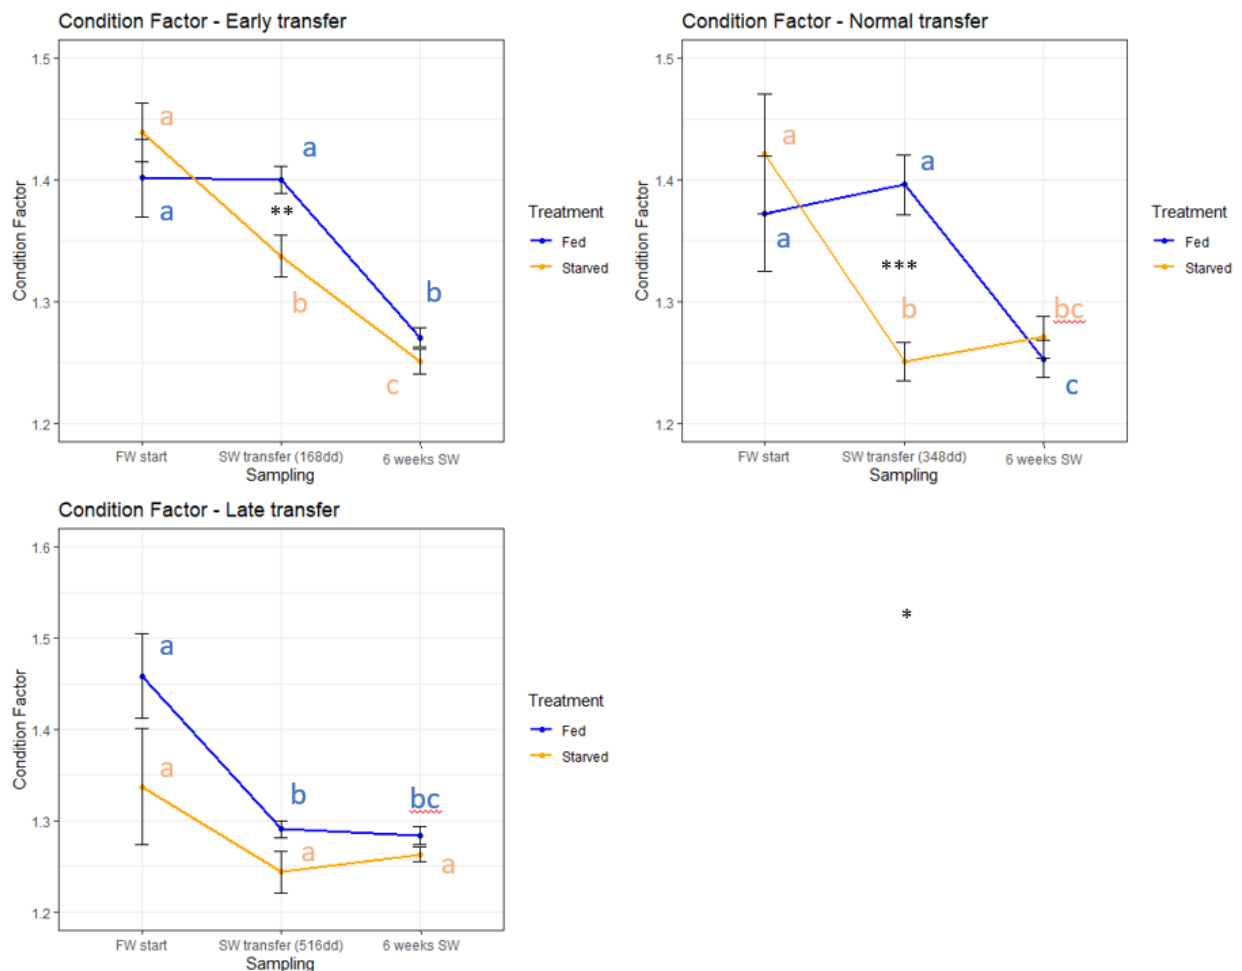 Condition Factor - Early transfer
Condition Factor
1.5
1.4
1.3
1.2
a
a
a
**
b
b
c
FW start
SW transfer (168dd)
6 weeks SW
Sampling
Treatment
Fed
Starved
Condition Factor - Normal transfer
Condition Factor
1.5
1.4
1.3
1.2
a
a
a
***
b
bc
c
FW start
SW transfer (348dd)
6 weeks SW
Sampling
Treatment
Fed
Starved
Condition Factor - Late transfer
Condition Factor
1.6
1.5
1.4
1.3
1.2
a
a
b
bc
a
a
FW start
SW transfer (516dd)
6 weeks SW
Sampling
Treatment
Fed
Starved
*